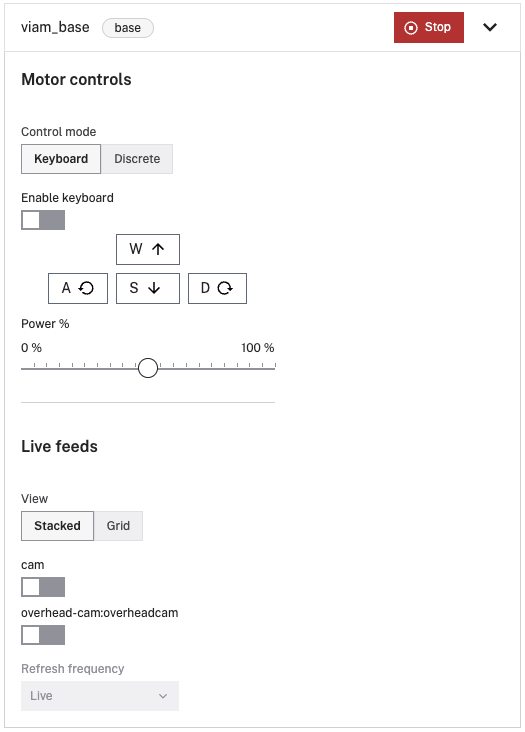 viam_base base Stop
Motor controls
Control mode
Keyboard Discrete
Enable keyboard
W
A S D
Power %
0 % 100 %
Live feeds
View
Stacked Grid
cam
overhead-cam:overheadcam
Refresh frequency
Live